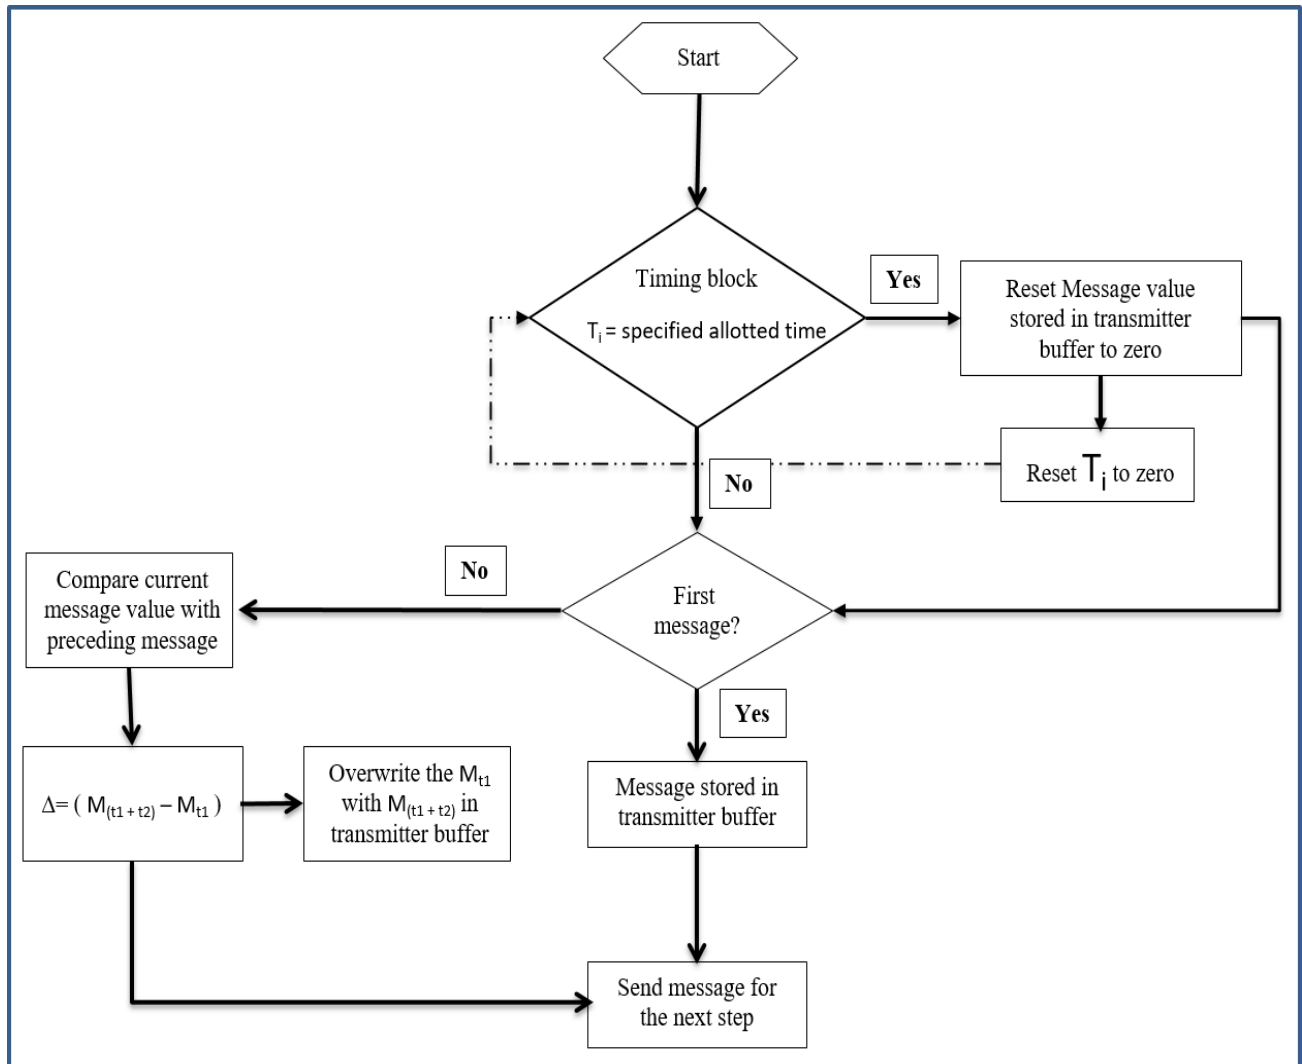 Start
Timing block
Tᵢ = specified allotted time
Yes
Reset Message value
stored in transmitter
buffer to zero
Reset Tᵢ to zero
No
First
message?
No
Compare current
message value with
preceding message
Δ= ( M(t1 + t2) – Mt1 )
Overwrite the Mt1
with M(t1 + t2) in
transmitter buffer
Yes
Message stored in
transmitter buffer
Send message for
the next step